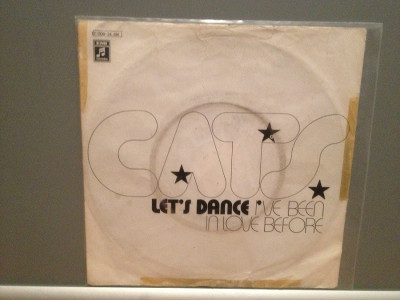 CATS
LET'S DANCE I'VE BEEN
IN LOVE BEFORE